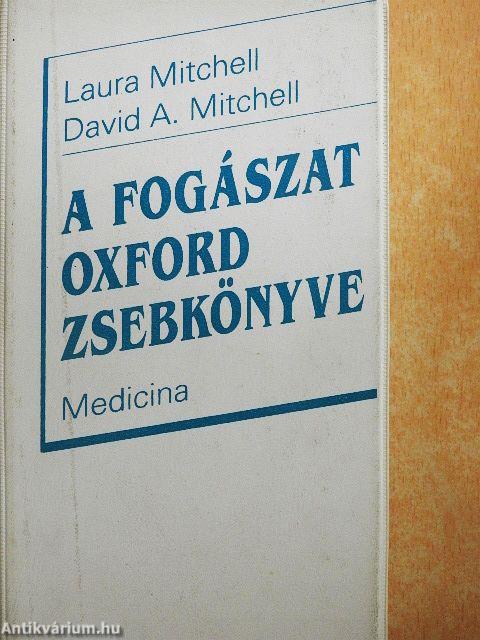 Laura Mitchell
David A. Mitchell
A FOGÁSZAT
OXFORD
ZSEBKÖNYVE
Medicina
Antikvárium.hu